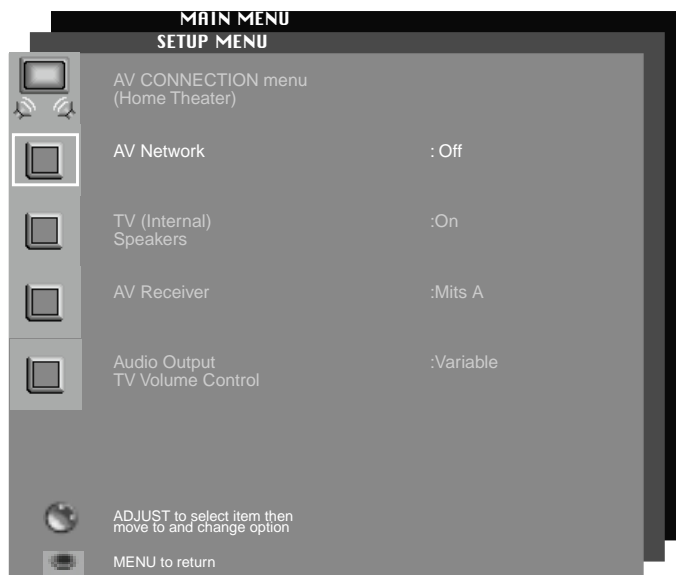 MAIN MENU
SETUP MENU
AV CONNECTION menu
(Home Theater)
AV Network : Off
TV (Internal) :On
Speakers
AV Receiver :Mits A
Audio Output :Variable
TV Volume Control
ADJUST to select item then
move to and change option
MENU to return